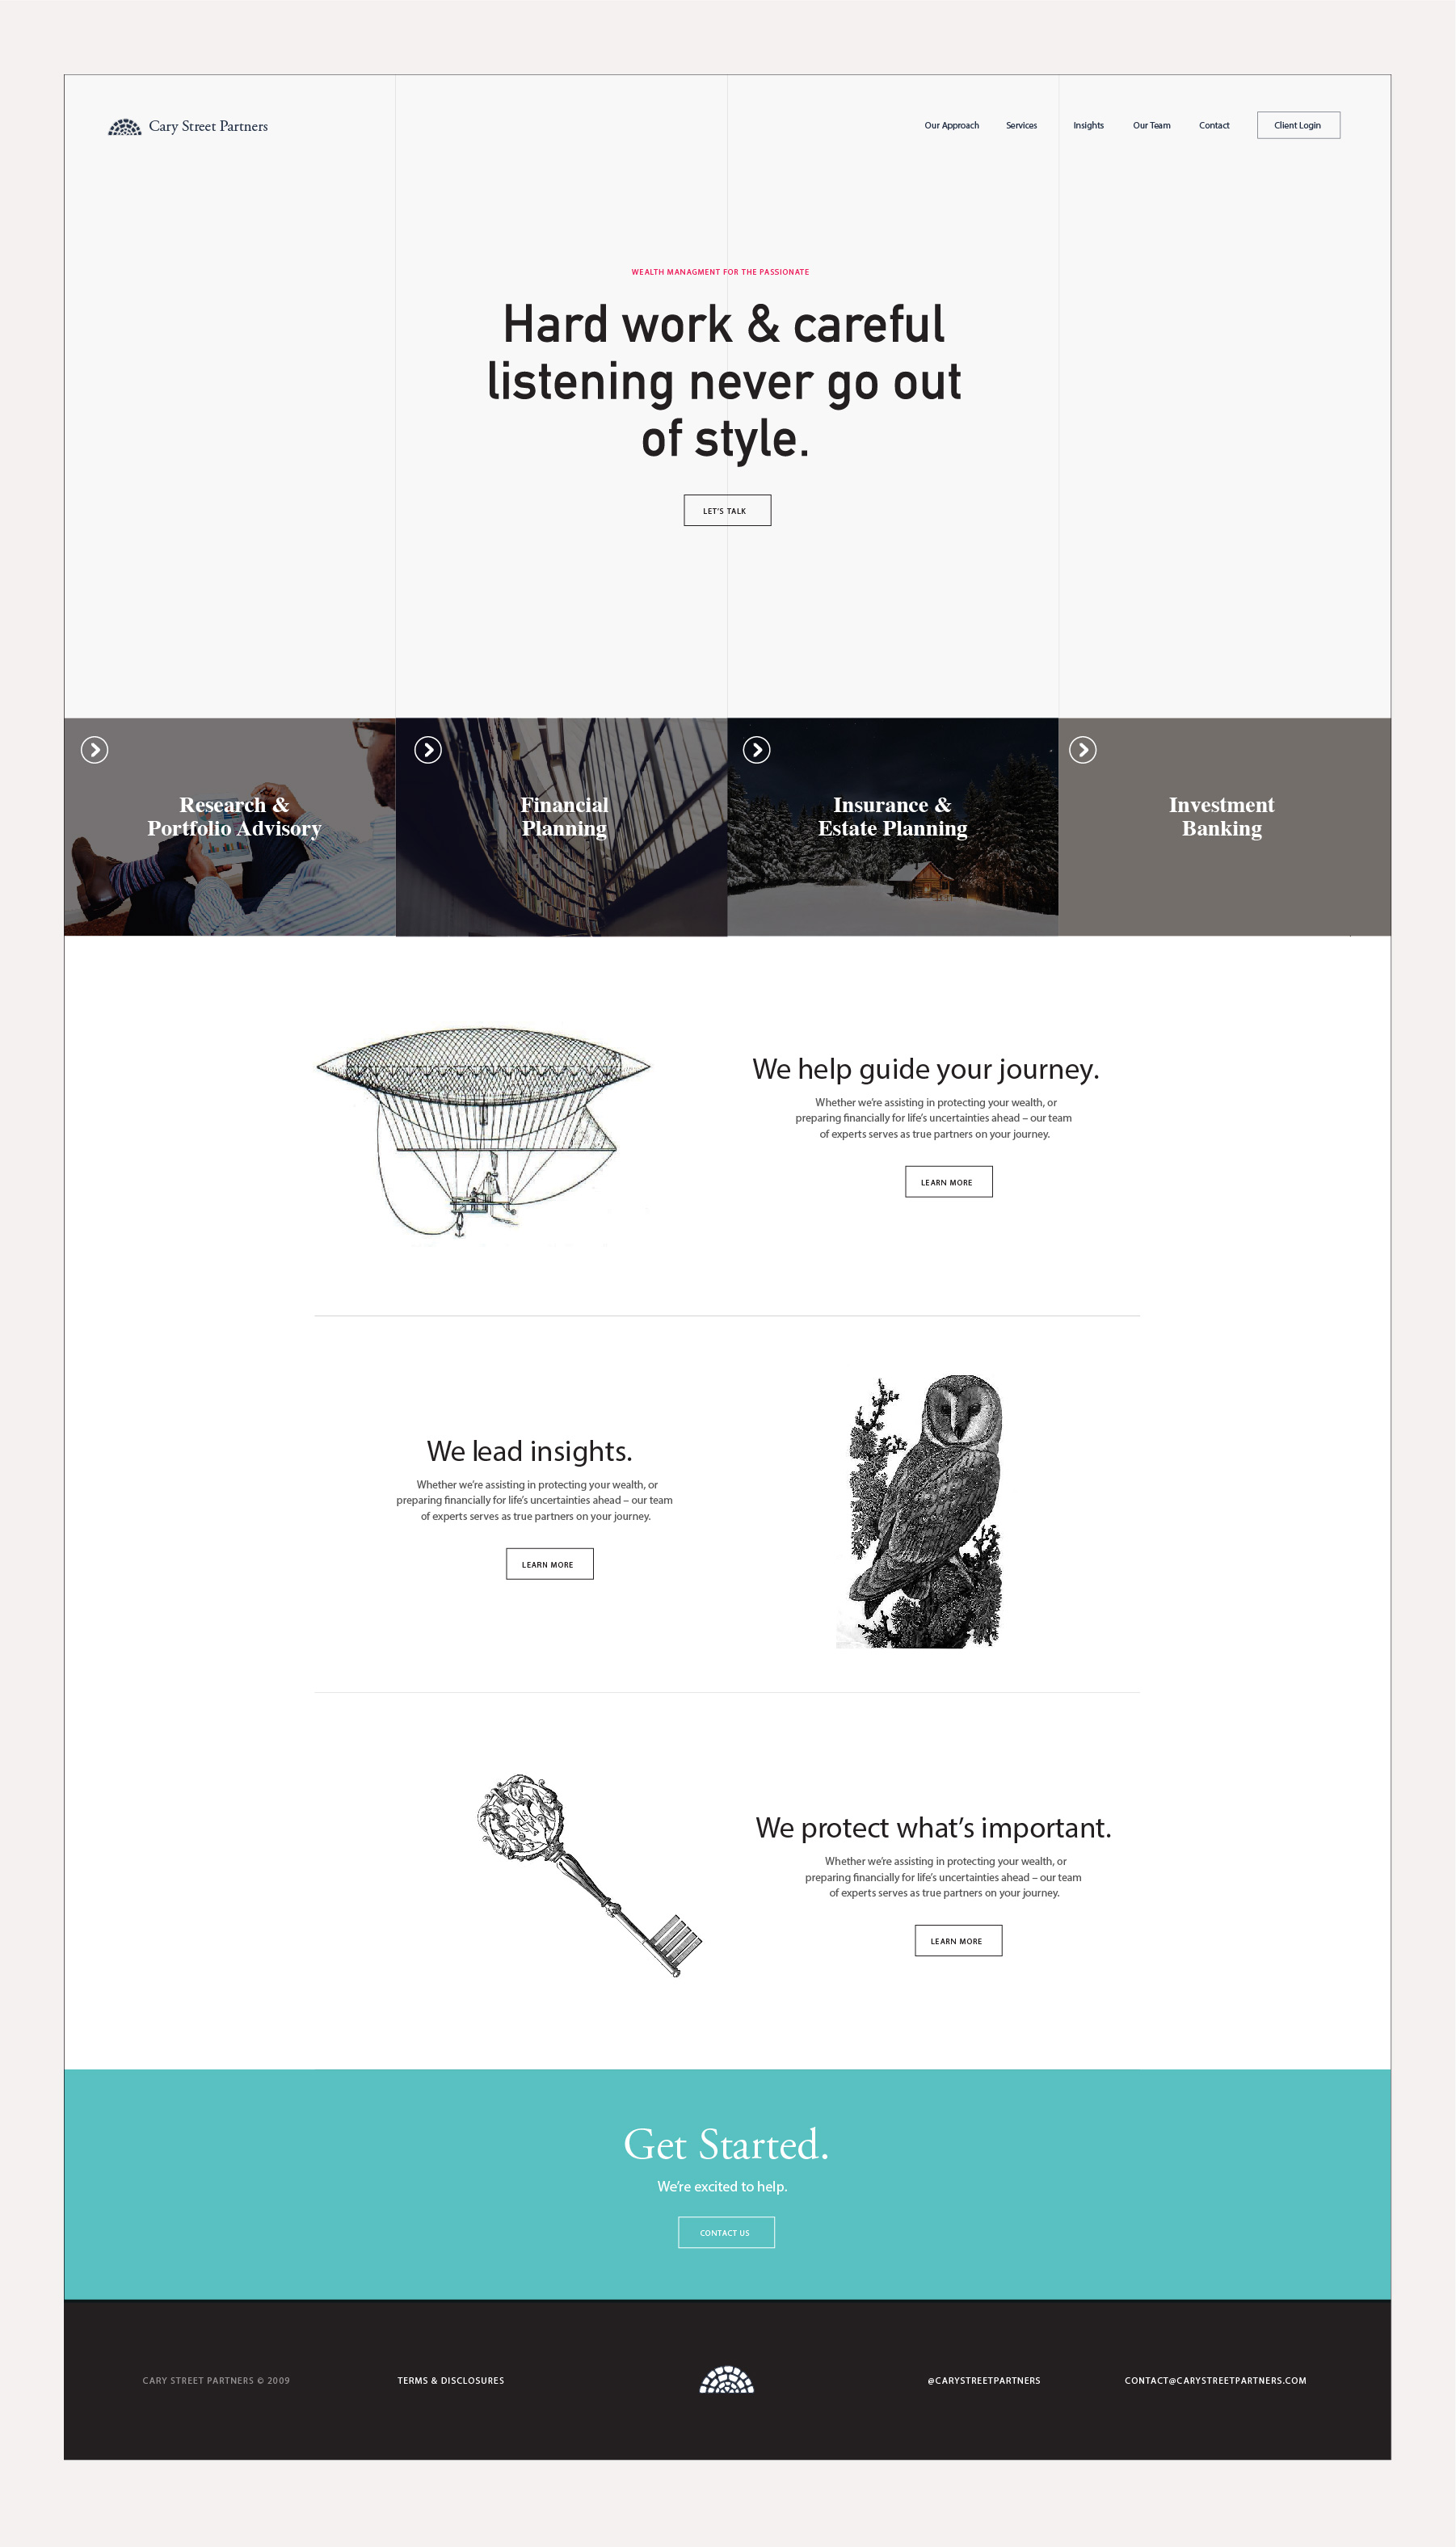 Cary Street Partners
Our Approach
Services
Insights
Our Team
Contact
Client Login
WEALTH MANAGMENT FOR THE PASSIONATE
Hard work & careful
listening never go out
of style.
LET'S TALK
Research &
Portfolio Advisory
Financial
Planning
Insurance &
Estate Planning
Investment
Banking
We help guide your journey.
Whether we're assisting in protecting your wealth, or
preparing financially for life's uncertainties ahead – our team
of experts serves as true partners on your journey.
LEARN MORE
We lead insights.
Whether we're assisting in protecting your wealth, or
preparing financially for life's uncertainties ahead – our team
of experts serves as true partners on your journey.
LEARN MORE
We protect what's important.
Whether we're assisting in protecting your wealth, or
preparing financially for life's uncertainties ahead – our team
of experts serves as true partners on your journey.
LEARN MORE
Get Started.
We're excited to help.
CONTACT US
CARY STREET PARTNERS © 2009
TERMS & DISCLOSURES
@CARYSTREETPARTNERS
CONTACT@CARYSTREETPARTNERS.COM